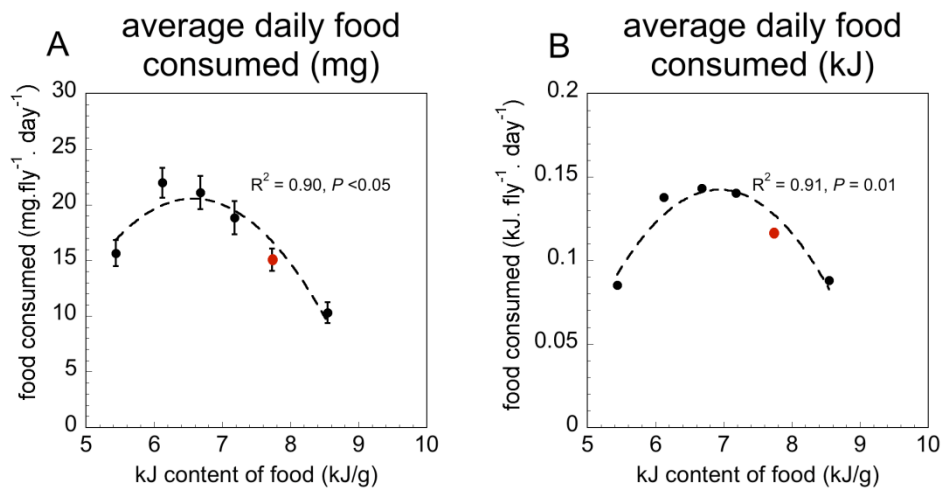 A
average daily food
consumed (mg)
food consumed (mg.fly⁻¹. day⁻¹)
30
25
20
15
10
5
0
R² = 0.90, P <0.05
5 6 7 8 9 10
kJ content of food (kJ/g)
B
average daily food
consumed (kJ)
food consumed (kJ. fly⁻¹. day⁻¹)
0.2
0.15
0.1
0.05
0
R² = 0.91, P = 0.01
5 6 7 8 9 10
kJ content of food (kJ/g)